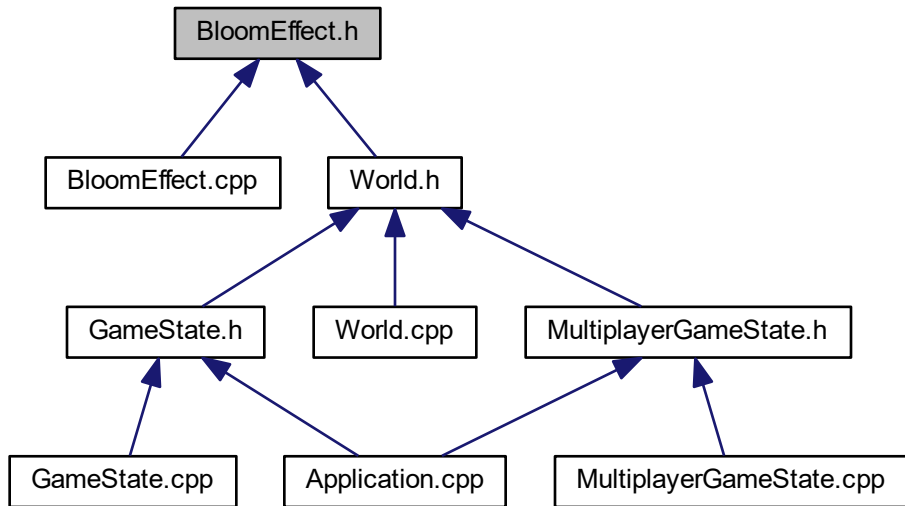 BloomEffect.h
BloomEffect.cpp
World.h
GameState.h
World.cpp
MultiplayerGameState.h
GameState.cpp
Application.cpp
MultiplayerGameState.cpp